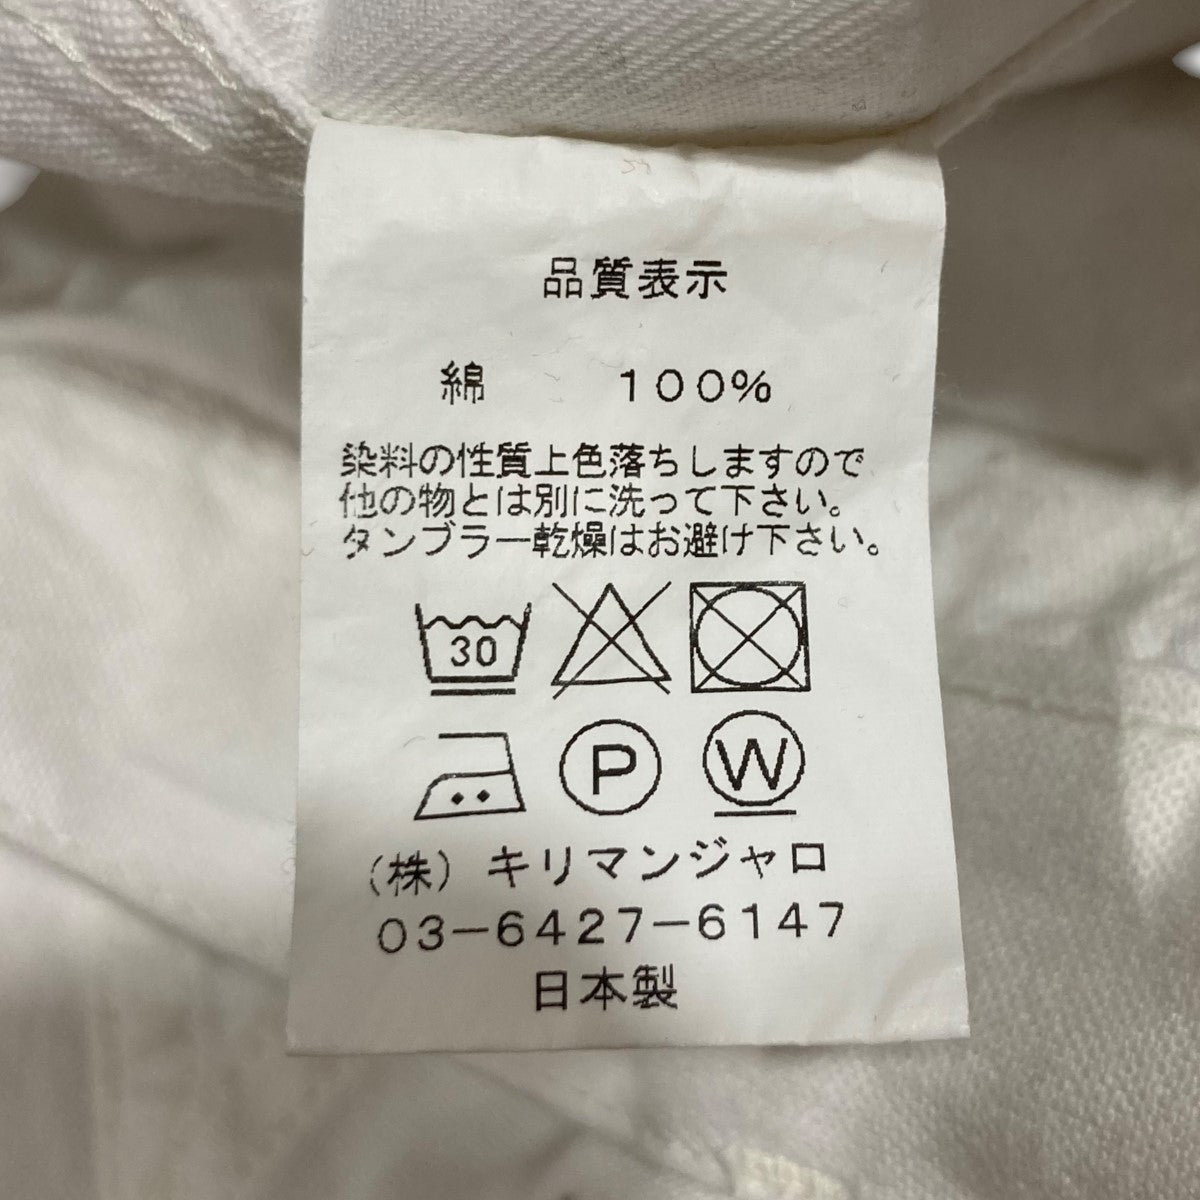 品質表示
綿 100%
染料の性質上色落ちしますので
他の物とは別に洗って下さい。
タンブラー乾燥はお避け下さい。
30
P W
(株)キリマンジャロ
03-6427-6147
日本製